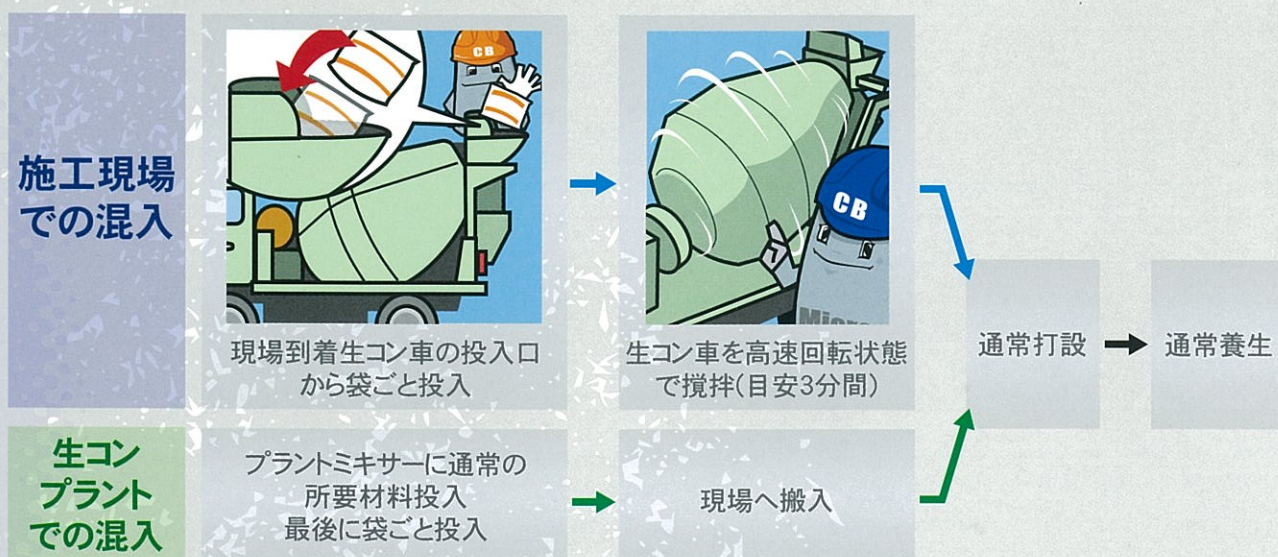 施工現場
での混入
CB
CB
現場到着生コン車の投入口
から袋ごと投入
生コン車を高速回転状態
で撹拌(目安3分間)
通常打設
通常養生
生コン
プラント
での混入
プラントミキサーに通常の
所要材料投入
最後に袋ごと投入
現場へ搬入